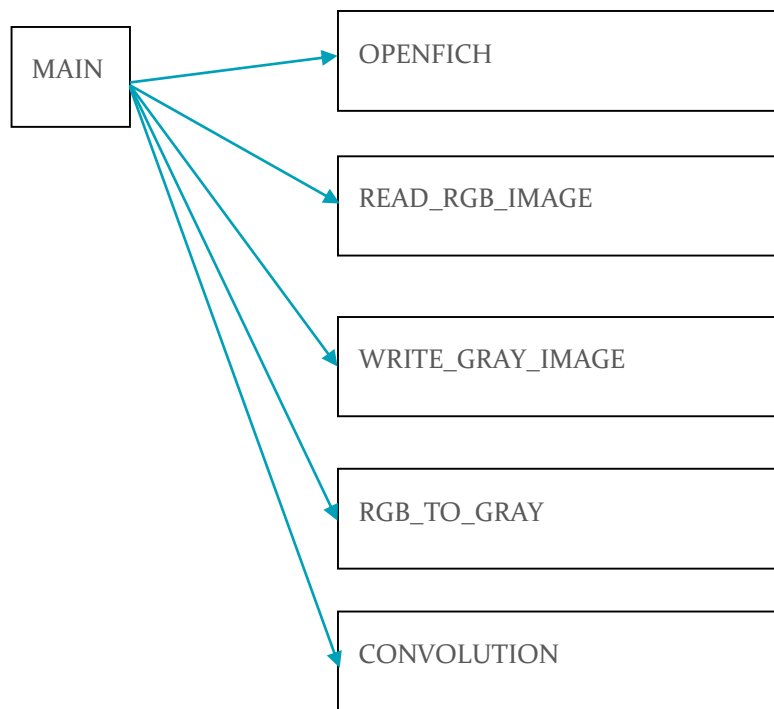 MAIN
OPENFICH
READ_RGB_IMAGE
WRITE_GRAY_IMAGE
RGB_TO_GRAY
CONVOLUTION